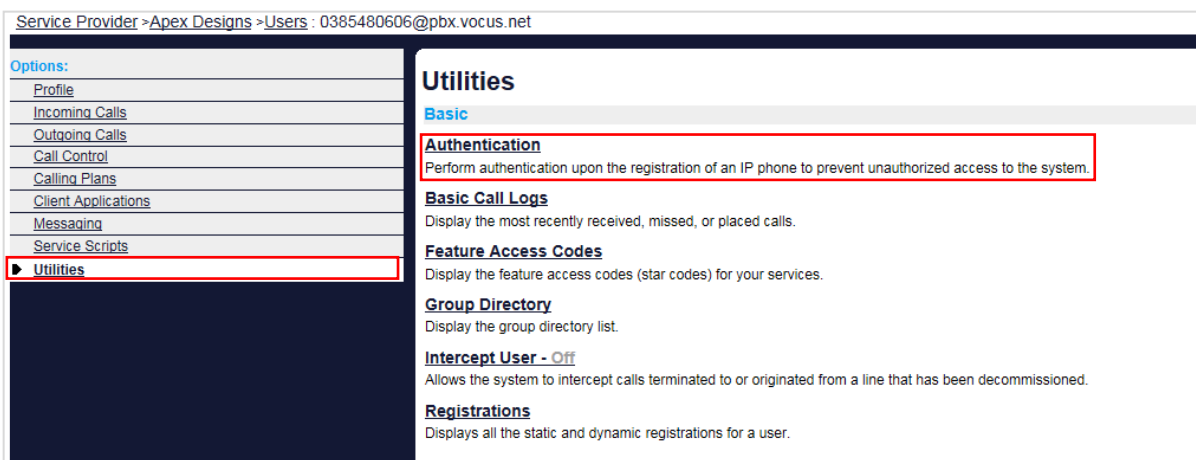 Service Provider >Apex Designs >Users : 0385480606@pbx.vocus.net
Options:
Profile
Incoming Calls
Outgoing Calls
Call Control
Calling Plans
Client Applications
Messaging
Service Scripts
Utilities
Utilities
Basic
Authentication
Perform authentication upon the registration of an IP phone to prevent unauthorized access to the system.
Basic Call Logs
Display the most recently received, missed, or placed calls.
Feature Access Codes
Display the feature access codes (star codes) for your services.
Group Directory
Display the group directory list.
Intercept User - Off
Allows the system to intercept calls terminated to or originated from a line that has been decommissioned.
Registrations
Displays all the static and dynamic registrations for a user.